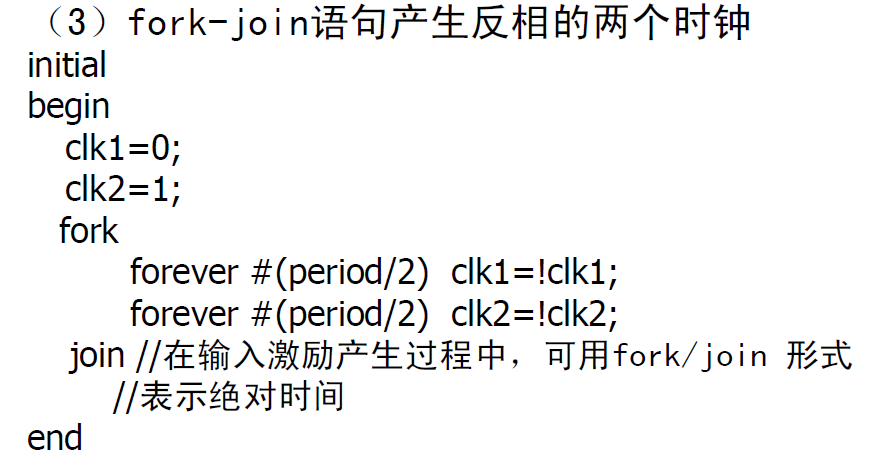 （3）fork-join语句产生反相的两个时钟
initial
begin
clk1=0;
clk2=1;
fork
forever #(period/2) clk1=!clk1;
forever #(period/2) clk2=!clk2;
join //在输入激励产生过程中，可用fork/join 形式
//表示绝对时间
end